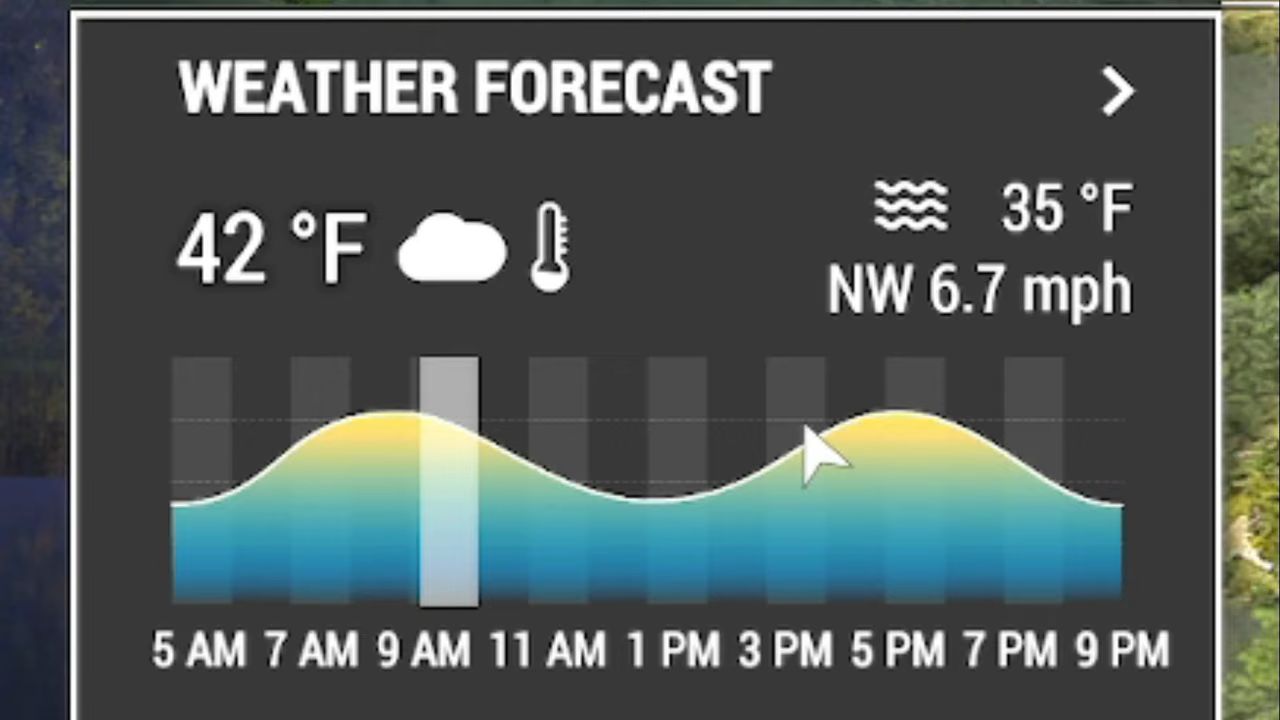 WEATHER FORECAST
42 °F
35 °F
NW 6.7 mph
5 AM 7 AM 9 AM 11 AM 1 PM 3 PM 5 PM 7 PM 9 PM